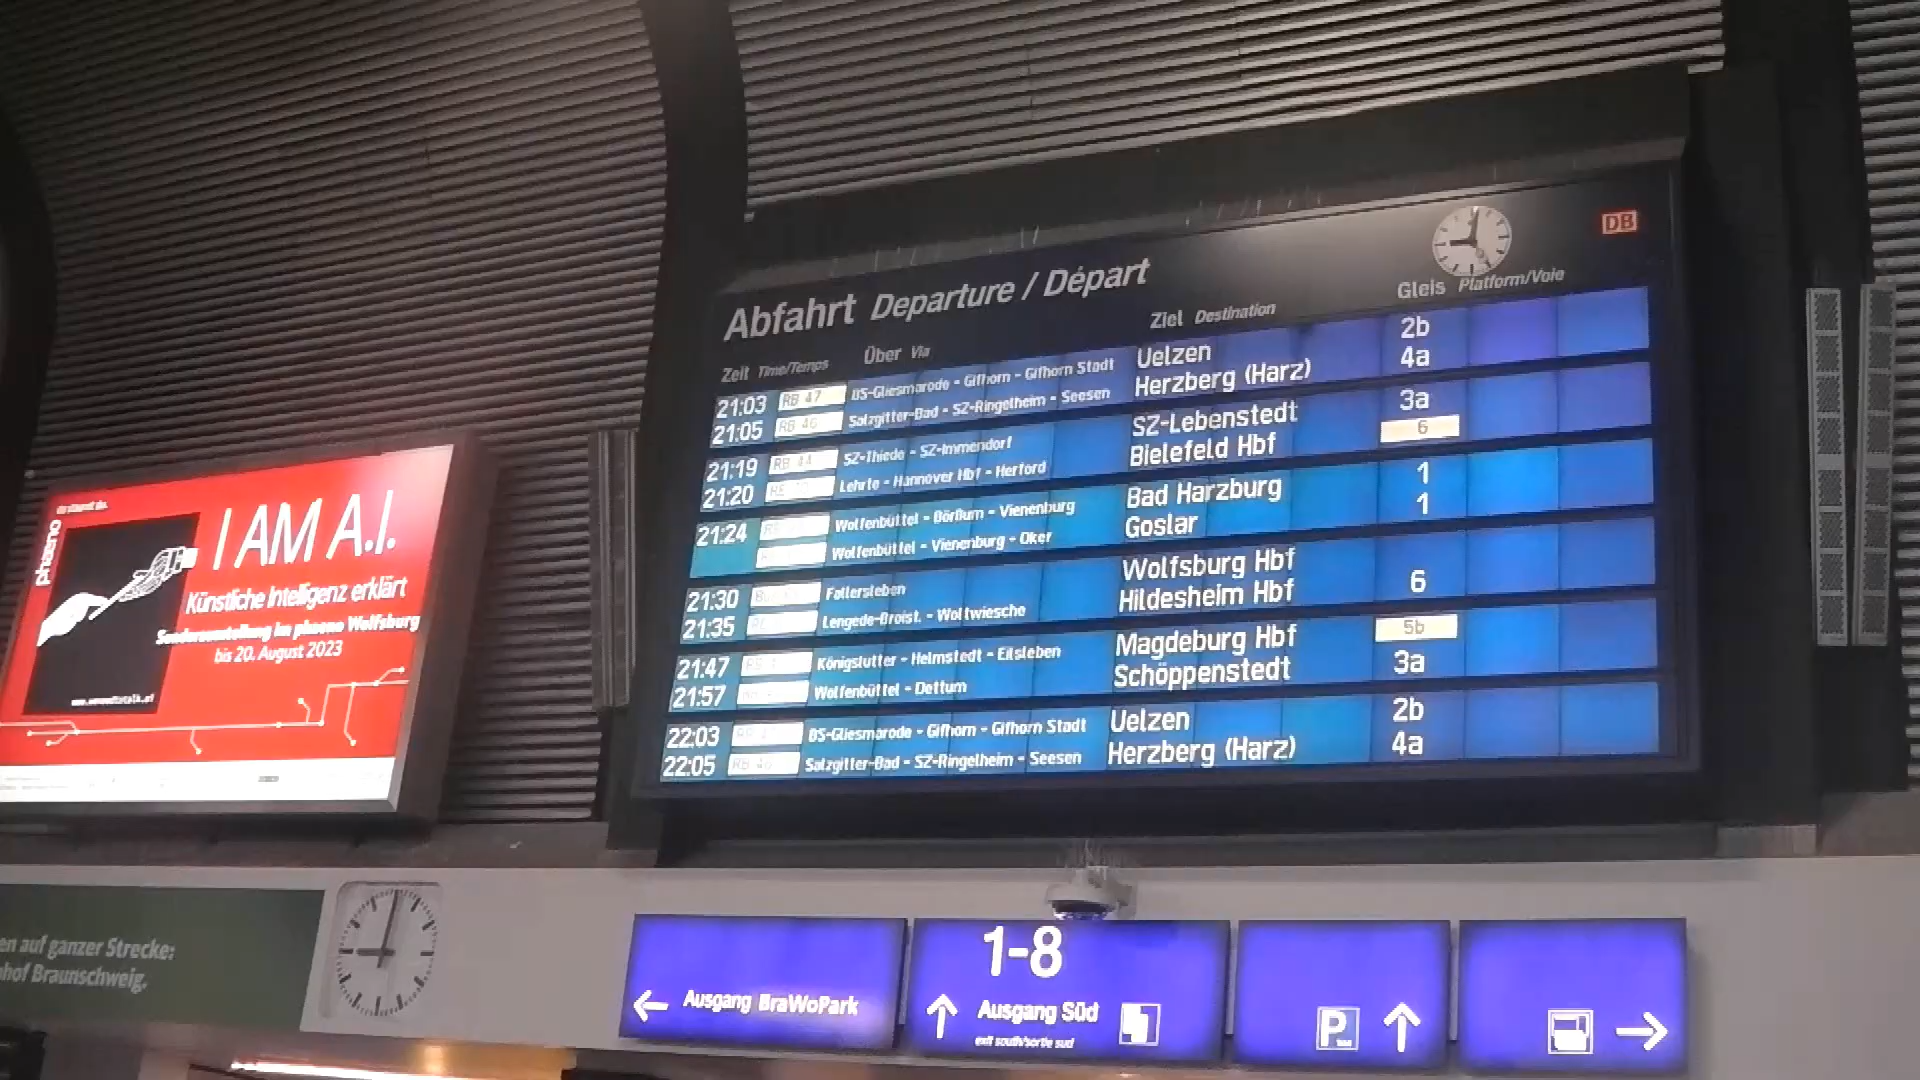 Abfahrt Departure / Départ
DB
Zeit Time/Temps Über Via Ziel Destination Gleis Platform/Voie
21:03 RB 47 BS-Gliesmarode - Gifhorn - Gifhorn Stadt Uelzen 2b
21:05 RB 46 Salzgitter-Bad - SZ-Ringelheim - Seesen Herzberg (Harz) 4a
21:19 RB 44 SZ-Thiede - SZ-Immendorf SZ-Lebenstedt 3a
21:20 Lehrte - Hannover Hbf - Herford Bielefeld Hbf 6
21:24 Wolfenbüttel - Börßum - Vienenburg Bad Harzburg 1
Wolfenbüttel - Vienenburg - Oker Goslar 1
21:30 Fallersleben Wolfsburg Hbf
21:35 Lengede-Broist. - Woltwiesche Hildesheim Hbf 6
21:47 Königslutter - Helmstedt - Eilsleben Magdeburg Hbf 5b
21:57 Wolfenbüttel - Dettum Schöppenstedt 3a
22:03 BS-Gliesmarode - Gifhorn - Gifhorn Stadt Uelzen 2b
22:05 RB 46 Salzgitter-Bad - SZ-Ringelheim - Seesen Herzberg (Harz) 4a
phaeno
I AM A.I.
Künstliche Intelligenz erklärt
Sonderausstellung im phaeno Wolfsburg
bis 20. August 2023
en auf ganzer Strecke:
hof Braunschweig.
← Ausgang BraWoPark
1-8
↑ Ausgang Süd
exit south/sortie sud
P ↑
→